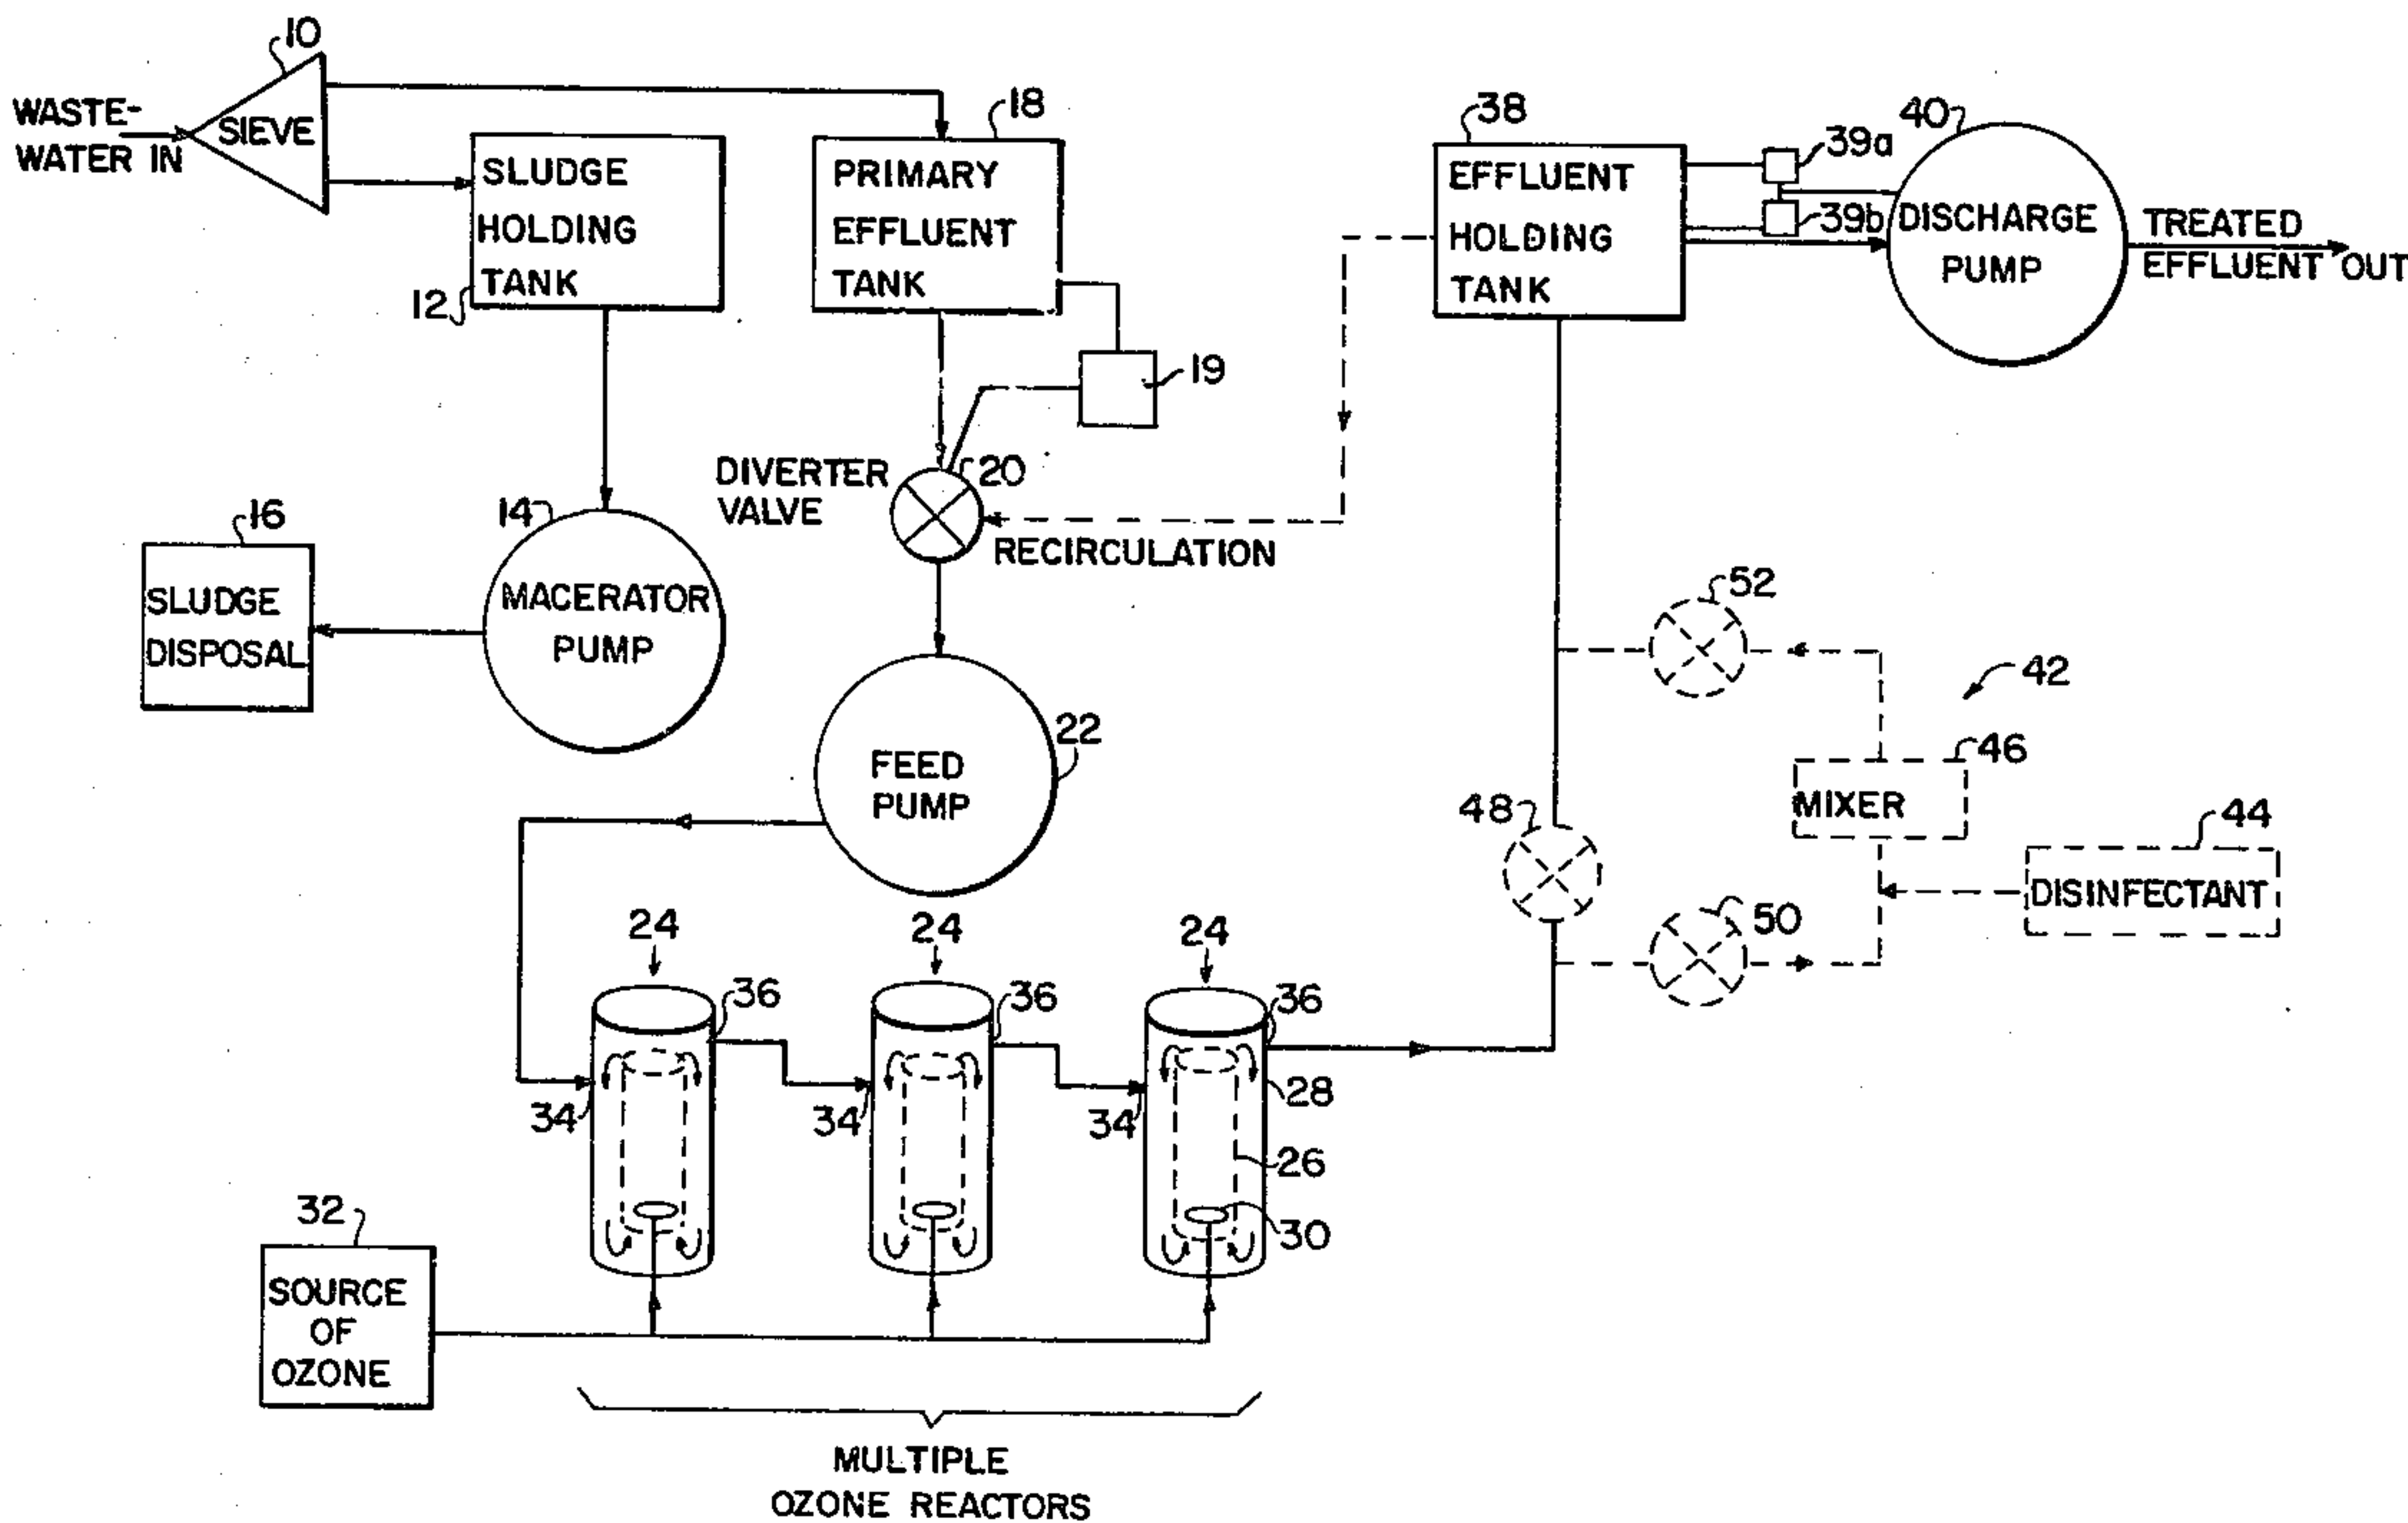 10
WASTE-
WATER IN
SIEVE
SLUDGE
HOLDING
TANK
12
18
PRIMARY
EFFLUENT
TANK
19
38
EFFLUENT
HOLDING
TANK
39a
39b
40
DISCHARGE
PUMP
TREATED
EFFLUENT OUT
DIVERTER
VALVE
20
RECIRCULATION
16
SLUDGE
DISPOSAL
14
MACERATOR
PUMP
22
FEED
PUMP
52
42
46
MIXER
48
44
DISINFECTANT
50
24
24
24
36
36
36
34
34
34
28
26
30
32
SOURCE
OF
OZONE
MULTIPLE
OZONE REACTORS